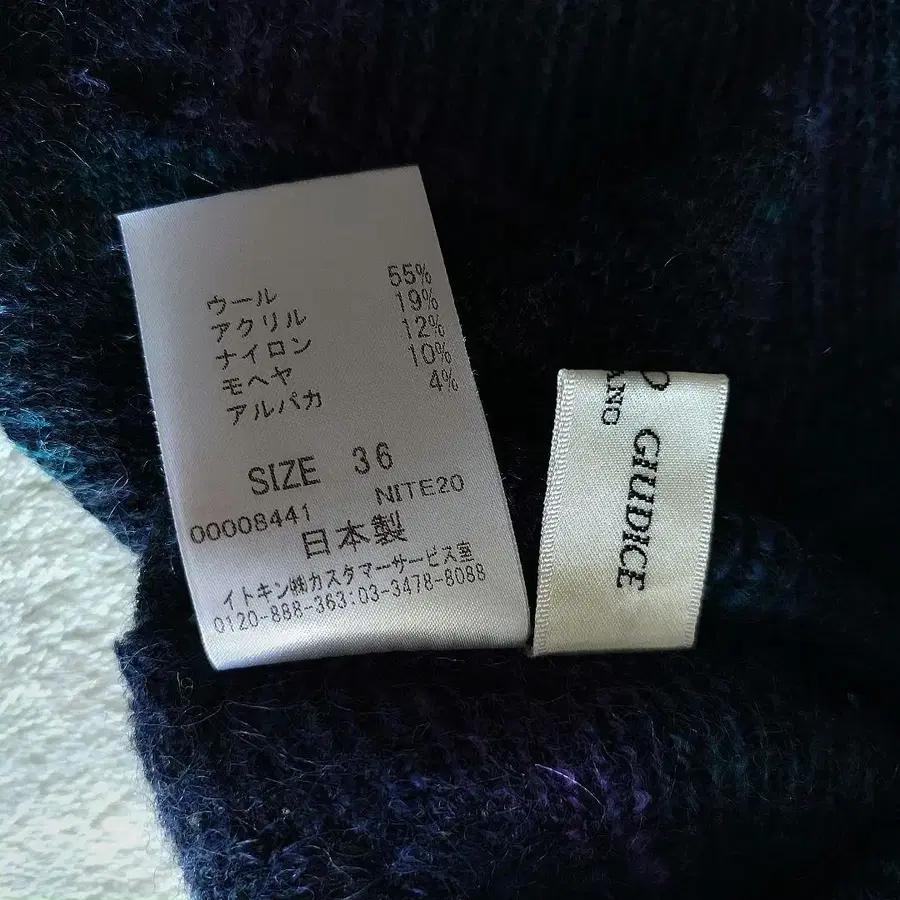 ウール 55%
アクリル 19%
ナイロン 12%
モヘヤ 10%
アルパカ 4%
SIZE 36
NITE20
00008441
日本製
イトキン㈱カスタマーサービス室
0120-888-363:03-3478-8088
GIUDICE